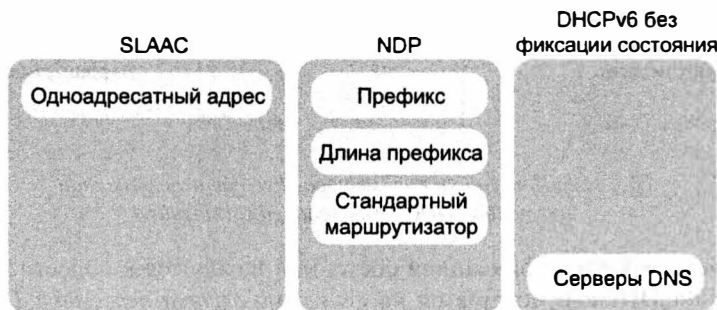 SLAAC
NDP
DHCPv6 без
фиксации состояния
Одноадресатный адрес
Префикс
Длина префикса
Стандартный
маршрутизатор
Серверы DNS